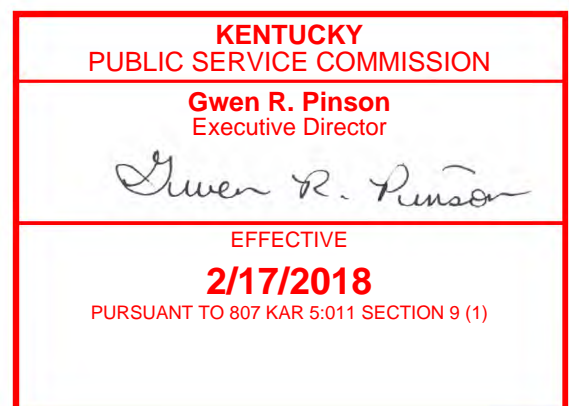 KENTUCKY
PUBLIC SERVICE COMMISSION
Gwen R. Pinson
Executive Director
Gwen R. Pinson
EFFECTIVE
2/17/2018
PURSUANT TO 807 KAR 5:011 SECTION 9 (1)